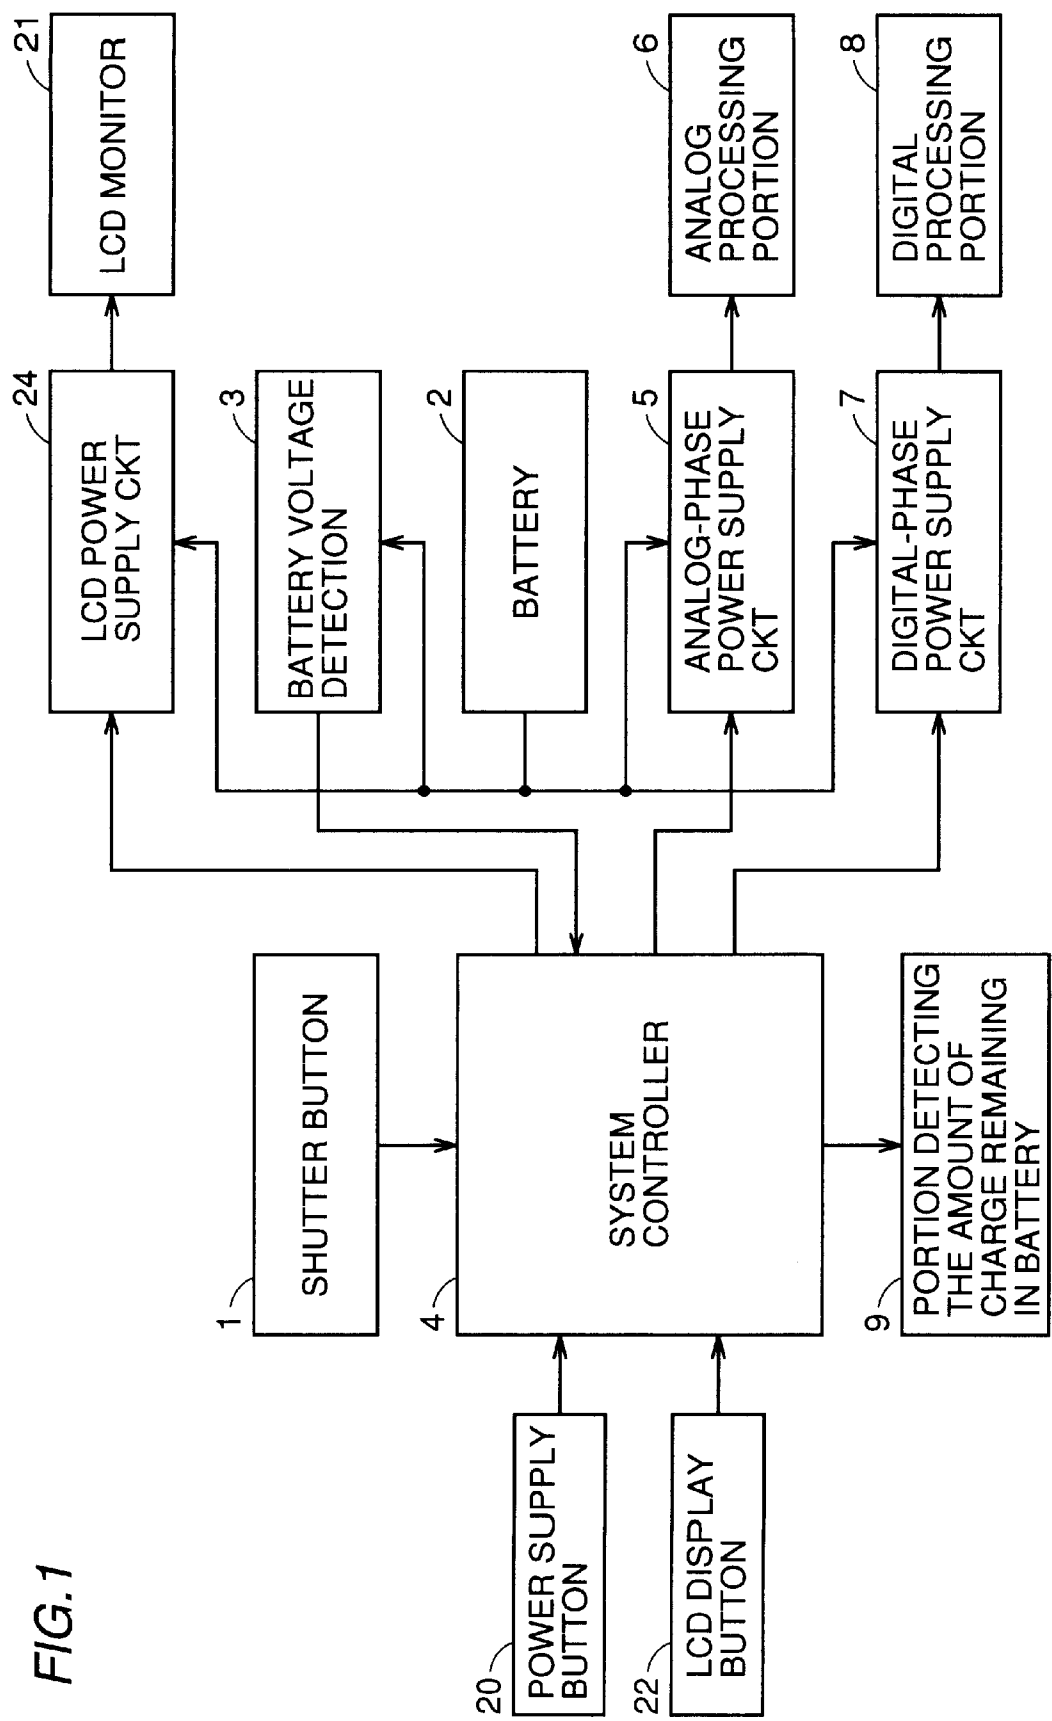 FIG.1
21
LCD MONITOR
24
LCD POWER
SUPPLY CKT
3
BATTERY VOLTAGE
DETECTION
2
BATTERY
6
ANALOG
PROCESSING
PORTION
5
ANALOG-PHASE
POWER SUPPLY
CKT
8
DIGITAL
PROCESSING
PORTION
7
DIGITAL-PHASE
POWER SUPPLY
CKT
1
SHUTTER BUTTON
4
SYSTEM
CONTROLLER
9
PORTION DETECTING
THE AMOUNT OF
CHARGE REMAINING
IN BATTERY
20
POWER SUPPLY
BUTTON
22
LCD DISPLAY
BUTTON